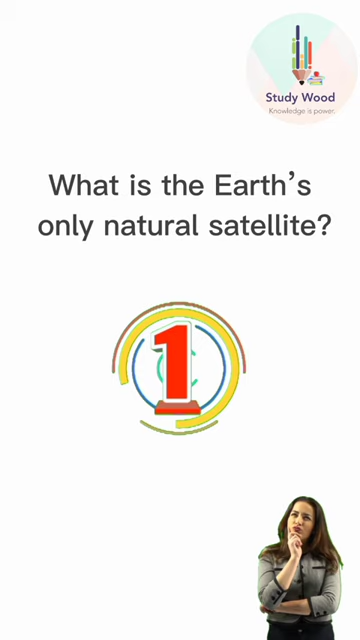 Study Wood
Knowledge is power.
What is the Earth’s
only natural satellite?
1